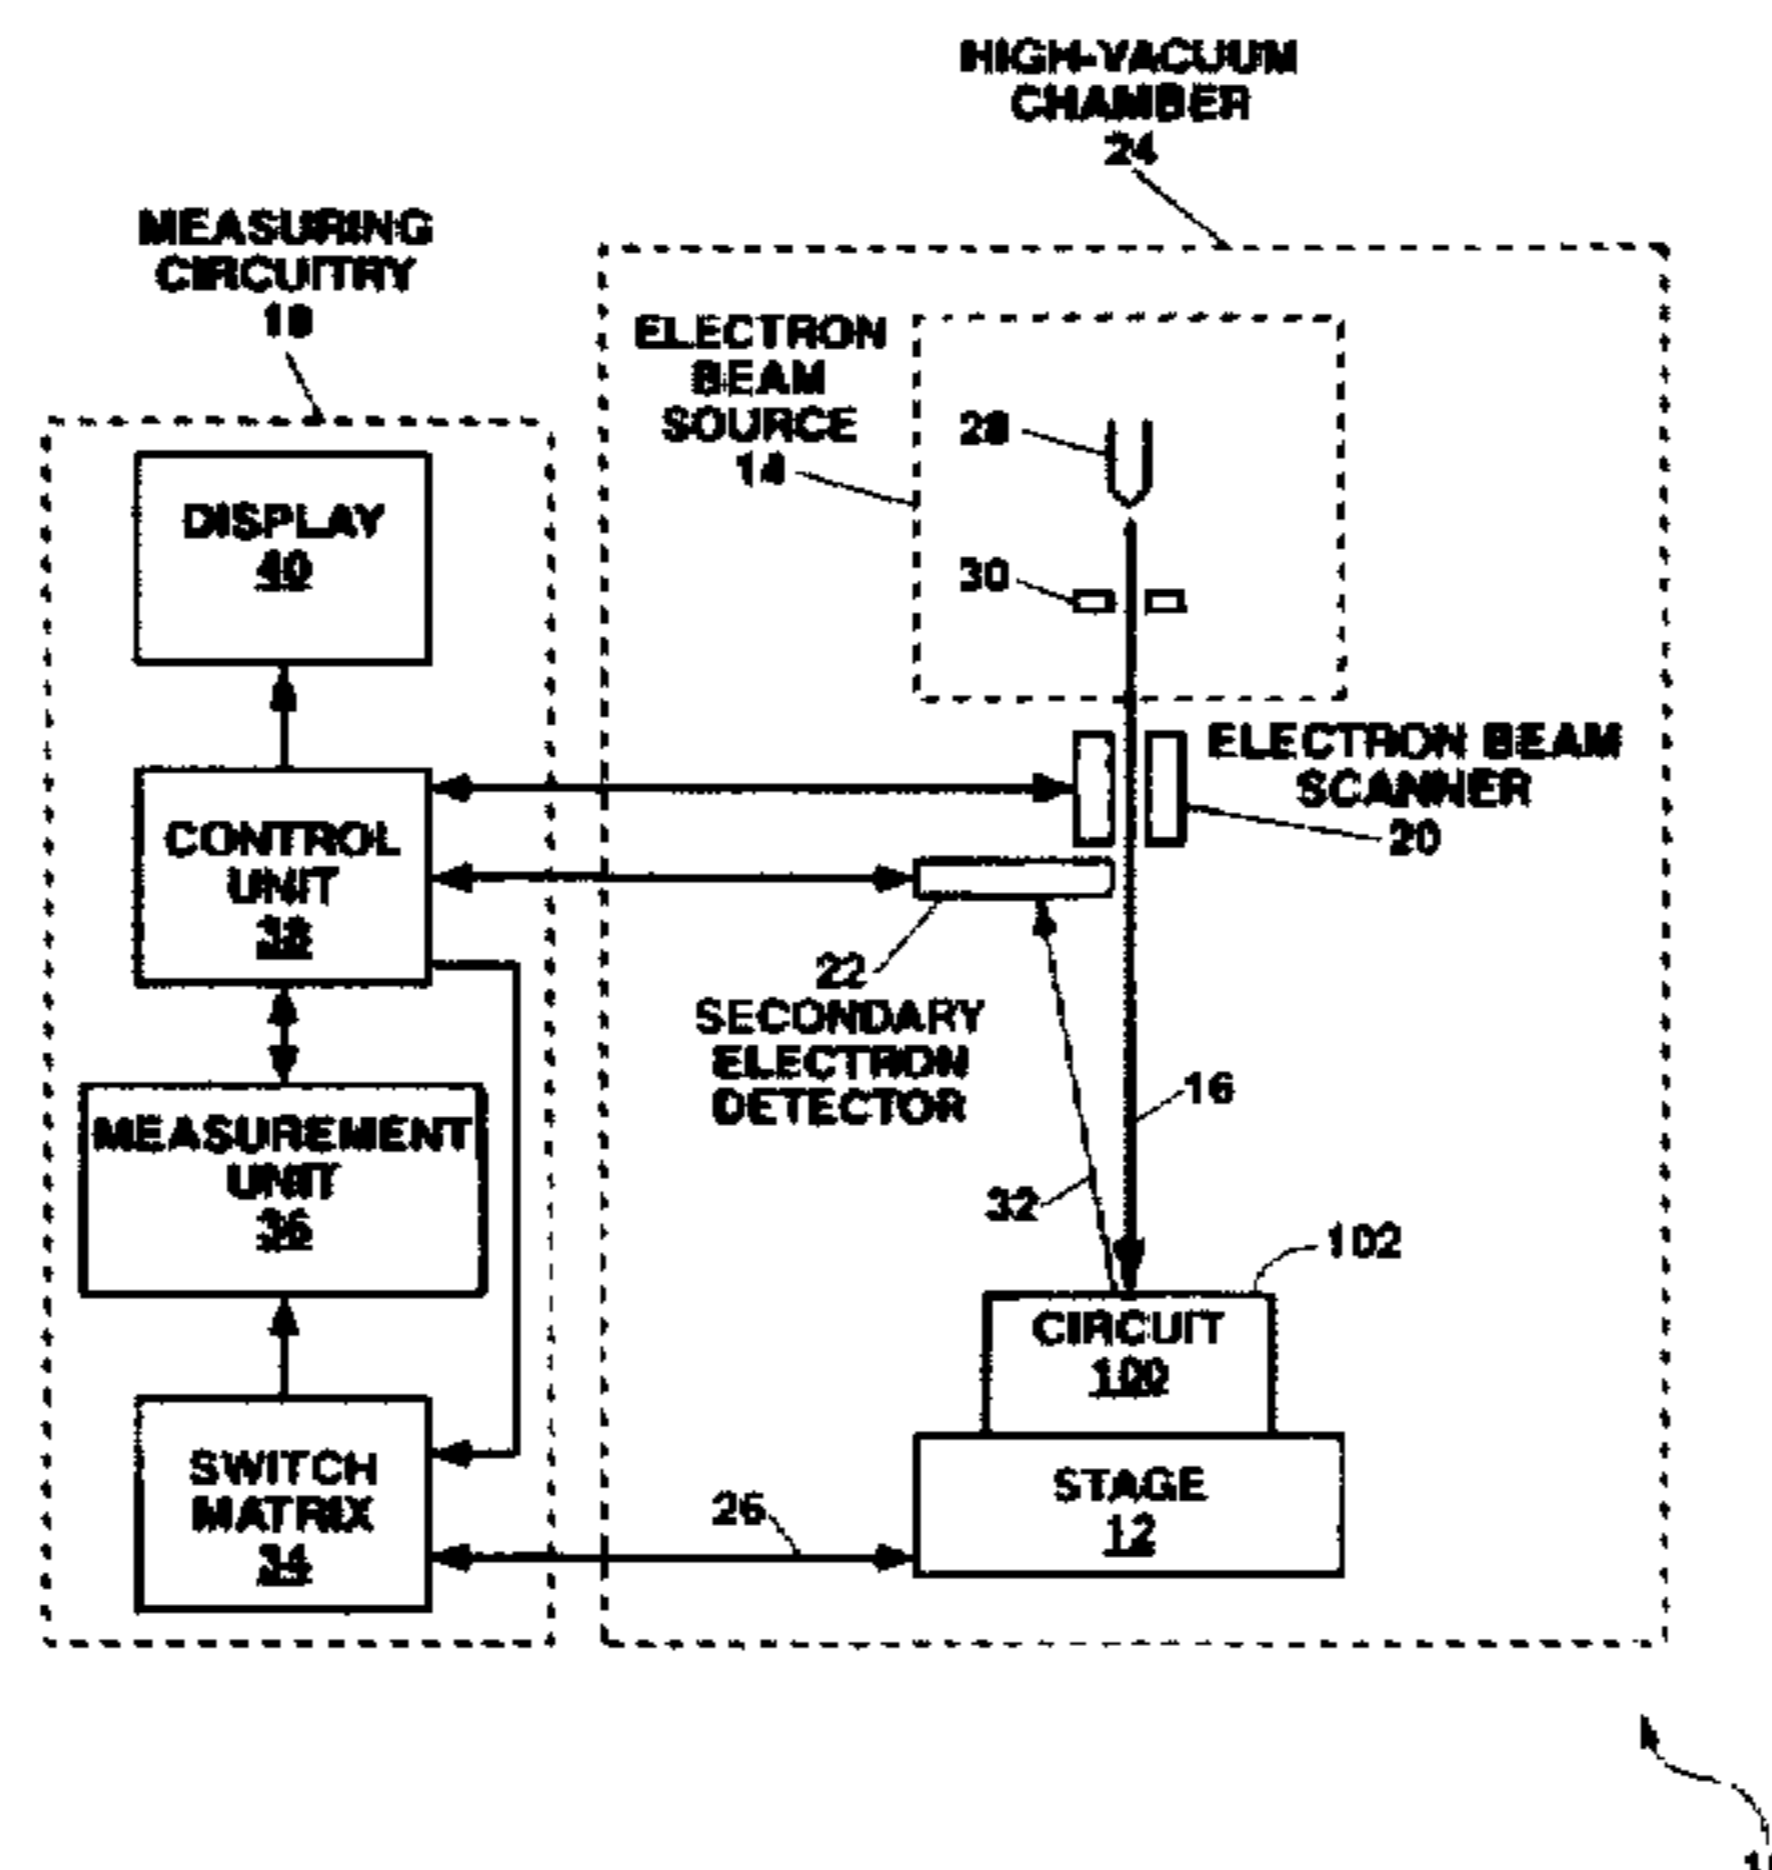 HIGH-VACUUM
CHAMBER
24
MEASURING
CIRCUITRY
18
ELECTRON
BEAM
SOURCE
14
28
30
DISPLAY
40
ELECTRON BEAM
SCANNER
20
CONTROL
UNIT
38
22
SECONDARY
ELECTRON
DETECTOR
16
32
MEASUREMENT
UNIT
36
102
CIRCUIT
100
STAGE
12
SWITCH
MATRIX
34
26